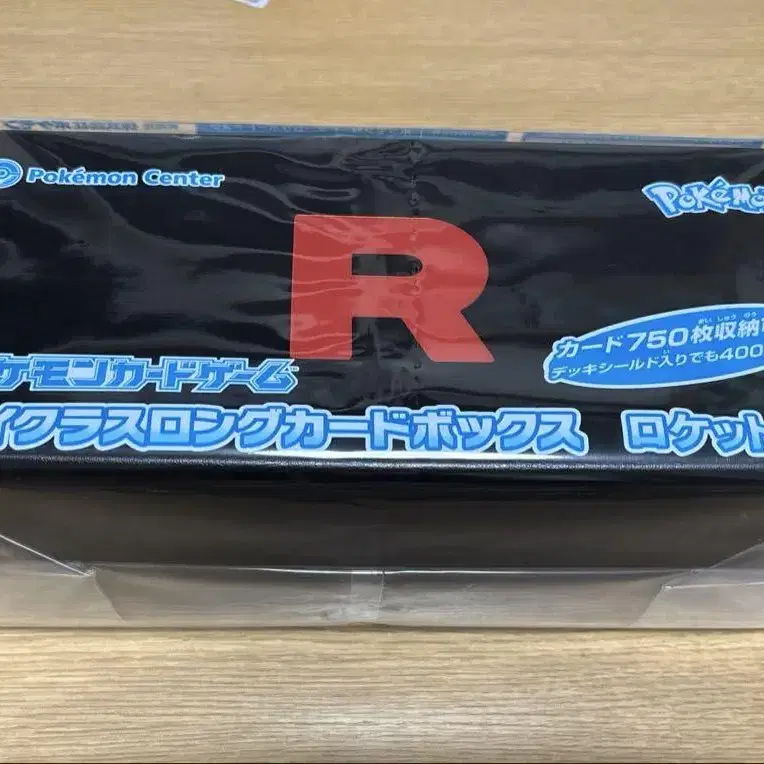 Pokémon Center
Pokémo
R
カード750枚収納
デッキシールド入りでも400
ケモンカードゲーム
イクラスロングカードボックス ロケット